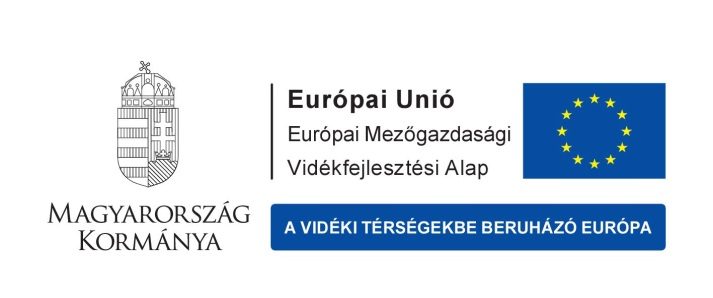 MAGYARORSZÁG
KORMÁNYA
Európai Unió
Európai Mezőgazdasági
Vidékfejlesztési Alap
A VIDÉKI TÉRSÉGEKBE BERUHÁZÓ EURÓPA